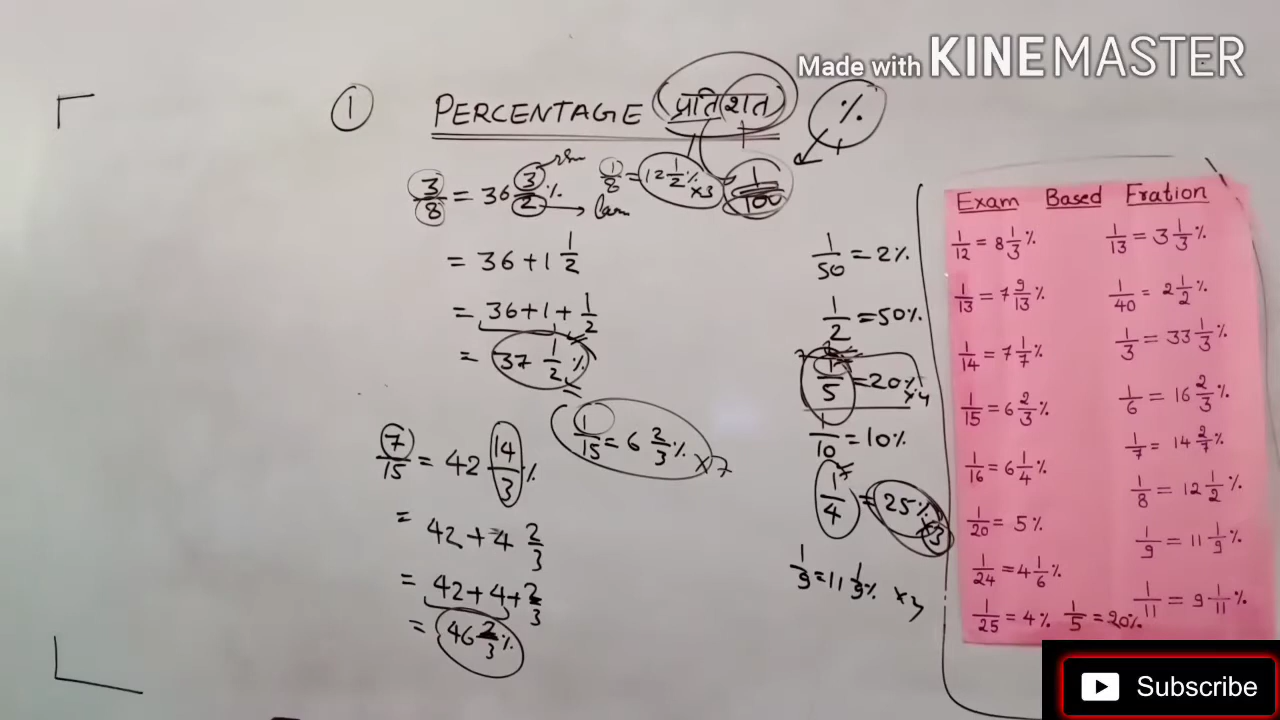 Made with KINEMASTER
① PERCENTAGE (प्रतिशत) %
3/8 = 36 3/2 %
1/8 = 12 1/2 % ×3
1/100
= 36 + 1 1/2
= 36 + 1 + 1/2
= 37 1/2 %
7/15 = 42 14/3 %
1/15 = 6 2/3 % ×7
= 42 + 4 2/3
= 42 + 4 + 2/3
= 46 2/3 %
1/50 = 2%
1/2 = 50%
1/5 = 20% ×4
1/10 = 10%
1/4 = 25% ×3
1/9 = 11 1/9 % ×3
Exam Based Fration
1/12 = 8 1/3 %
1/13 = 7 9/13 %
1/14 = 7 1/7 %
1/15 = 6 2/3 %
1/16 = 6 1/4 %
1/20 = 5%
1/24 = 4 1/6 %
1/25 = 4%
1/5 = 20%
1/13 = 3 1/3 %
1/40 = 2 1/2 %
1/3 = 33 1/3 %
1/6 = 16 2/3 %
1/7 = 14 2/7 %
1/8 = 12 1/2 %
1/9 = 11 1/9 %
1/11 = 9 1/11 %
Subscribe